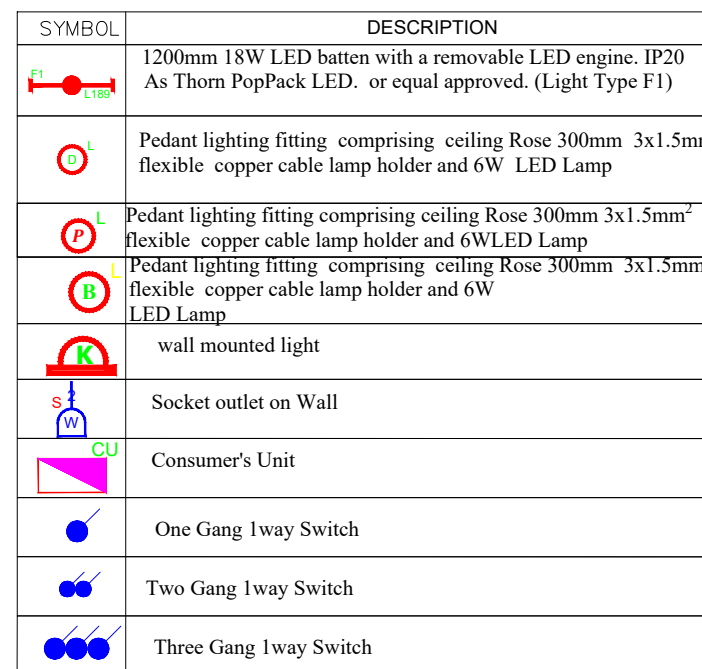 SYMBOL DESCRIPTION
F1 L189 1200mm 18W LED batten with a removable LED engine. IP20
As Thorn PopPack LED. or equal approved. (Light Type F1)
D L Pedant lighting fitting comprising ceiling Rose 300mm 3x1.5mm
flexible copper cable lamp holder and 6W LED Lamp
P L Pedant lighting fitting comprising ceiling Rose 300mm 3x1.5mm²
flexible copper cable lamp holder and 6WLED Lamp
B L Pedant lighting fitting comprising ceiling Rose 300mm 3x1.5mm
flexible copper cable lamp holder and 6W
LED Lamp
K wall mounted light
S 2 W Socket outlet on Wall
CU Consumer's Unit
One Gang 1way Switch
Two Gang 1way Switch
Three Gang 1way Switch